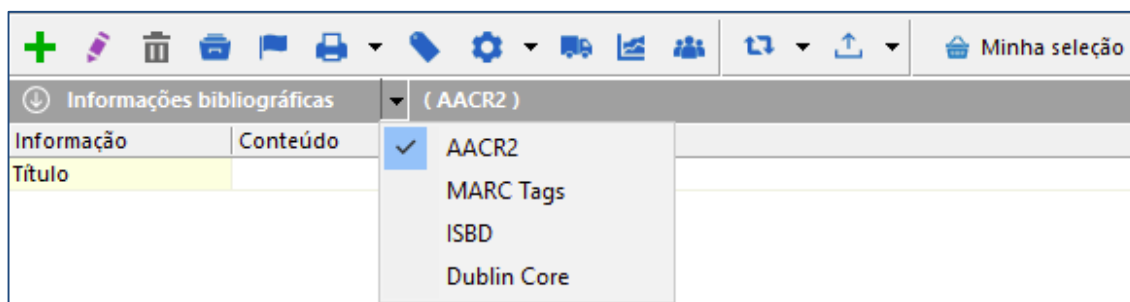 Minha seleção
Informações bibliográficas ( AACR2 )
Informação Conteúdo
Título
AACR2
MARC Tags
ISBD
Dublin Core